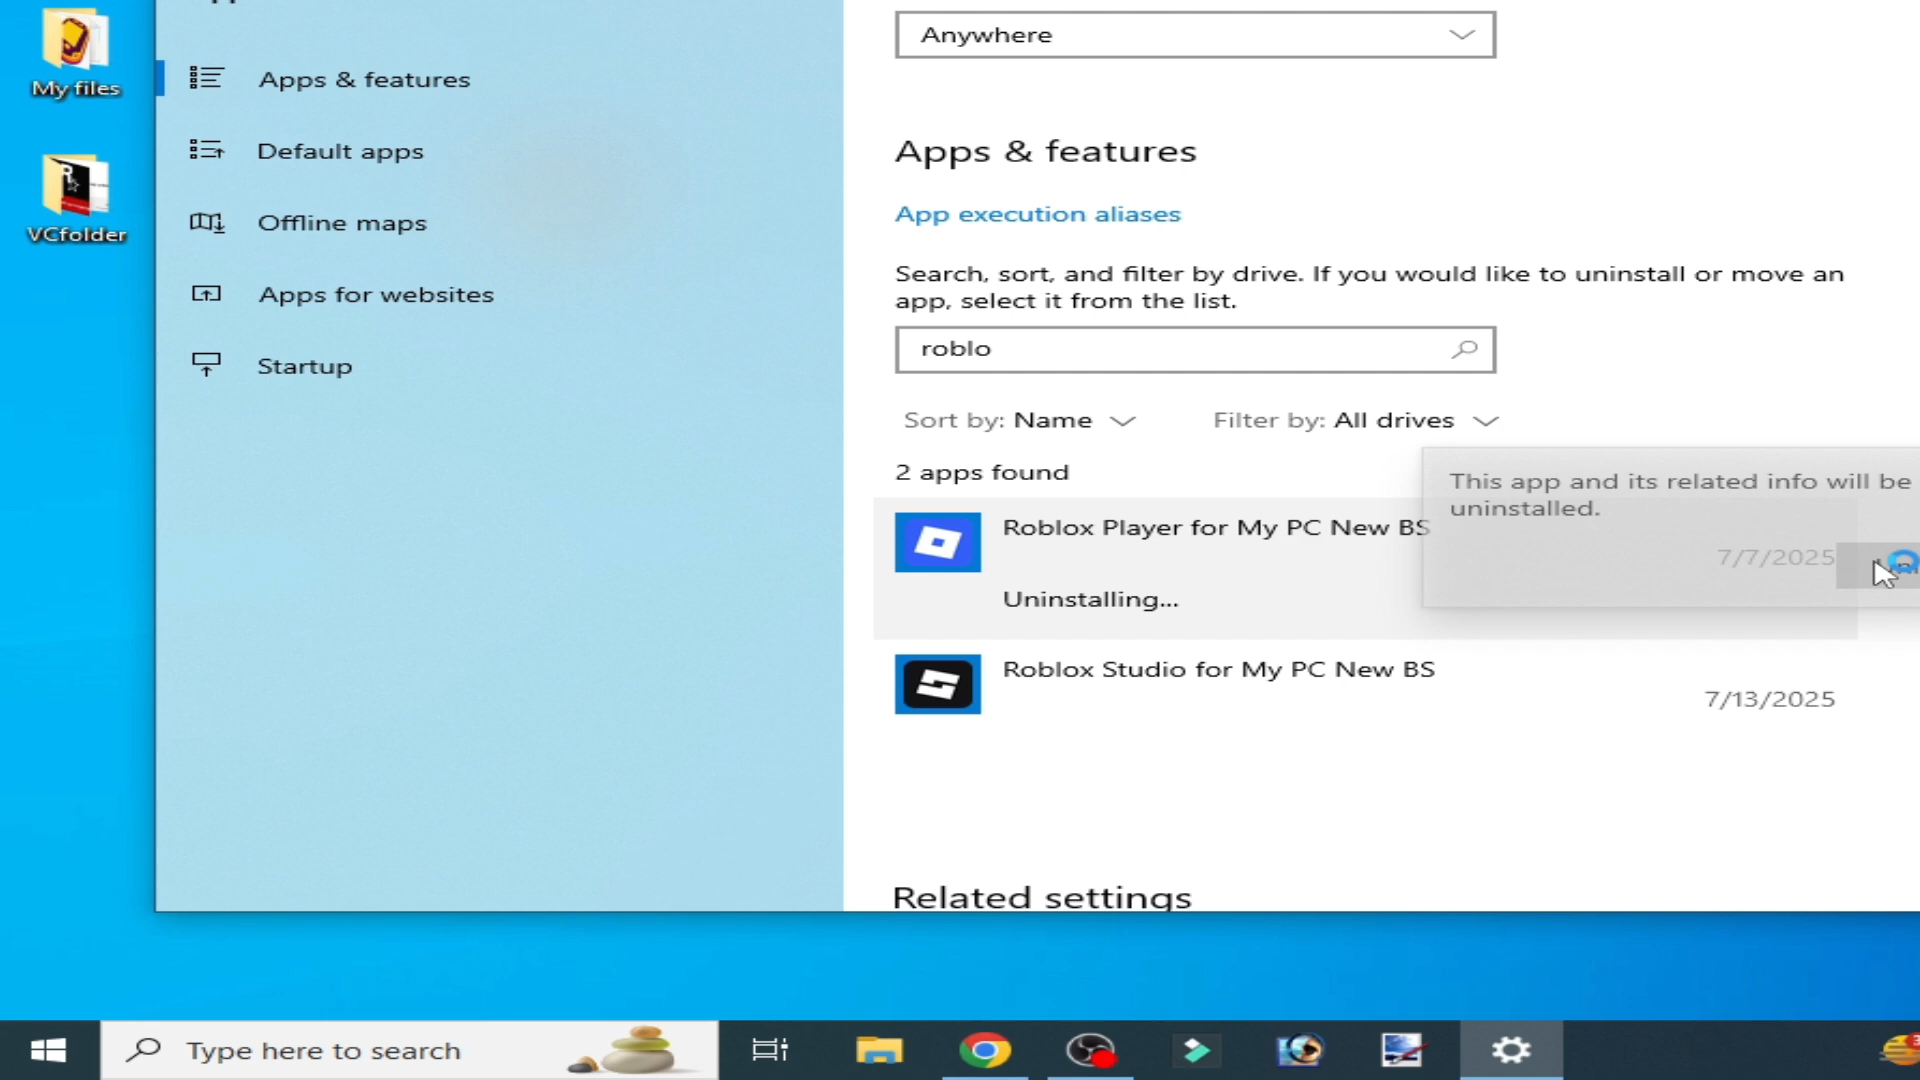 My files
VCfolder
Apps & features
Default apps
Offline maps
Apps for websites
Startup
Anywhere
Apps & features
App execution aliases
Search, sort, and filter by drive. If you would like to uninstall or move an
app, select it from the list.
roblo
Sort by: Name
Filter by: All drives
2 apps found
This app and its related info will be
uninstalled.
Roblox Player for My PC New BS
7/7/2025
Uninstalling...
Roblox Studio for My PC New BS
7/13/2025
Related settings
Type here to search